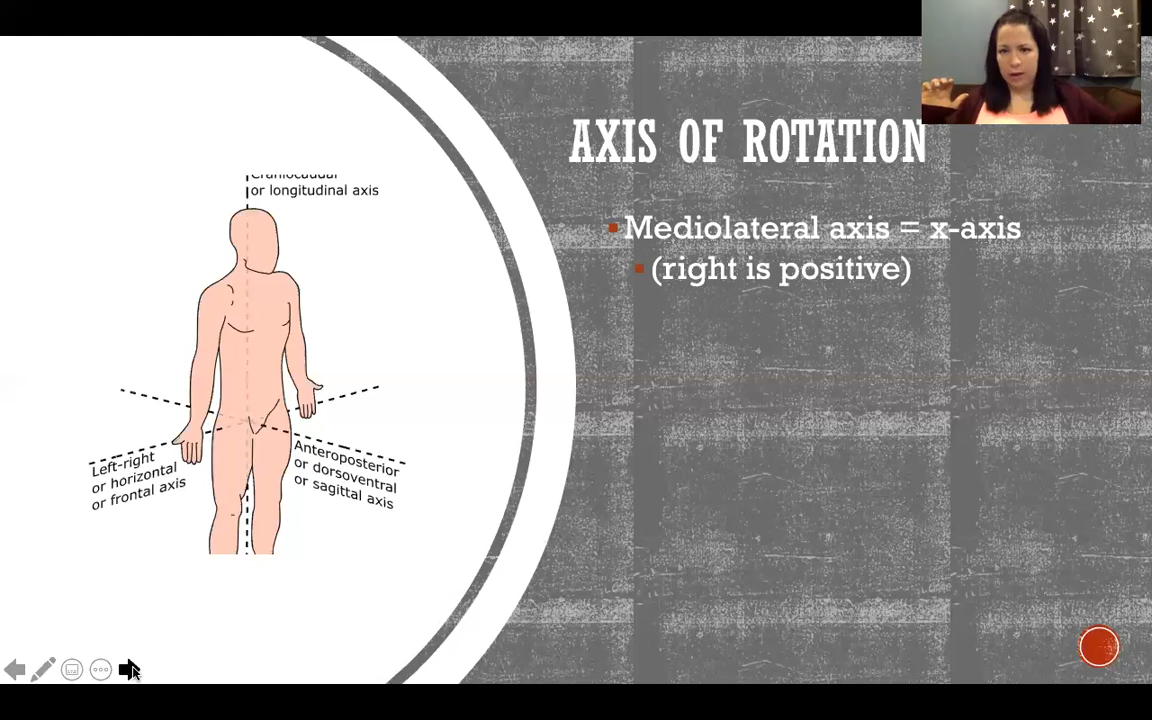 AXIS OF ROTATION
Mediolateral axis = x-axis
(right is positive)
Craniocaudal
or longitudinal axis
Left-right
or horizontal
or frontal axis
Anteroposterior
or dorsoventral
or sagittal axis